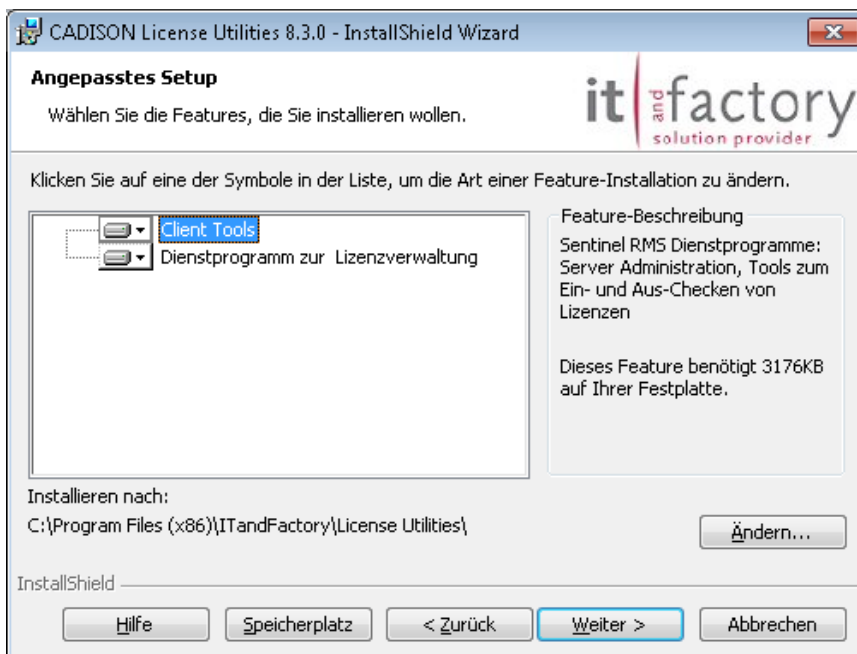 CADISON License Utilities 8.3.0 - InstallShield Wizard
Angepasstes Setup
Wählen Sie die Features, die Sie installieren wollen.
it and factory
solution provider
Klicken Sie auf eine der Symbole in der Liste, um die Art einer Feature-Installation zu ändern.
Client Tools
Dienstprogramm zur Lizenzverwaltung
Feature-Beschreibung
Sentinel RMS Dienstprogramme:
Server Administration, Tools zum
Ein- und Aus-Checken von
Lizenzen
Dieses Feature benötigt 3176KB
auf Ihrer Festplatte.
Installieren nach:
C:\Program Files (x86)\ITandFactory\License Utilities\
Ändern...
InstallShield
Hilfe
Speicherplatz
< Zurück
Weiter >
Abbrechen